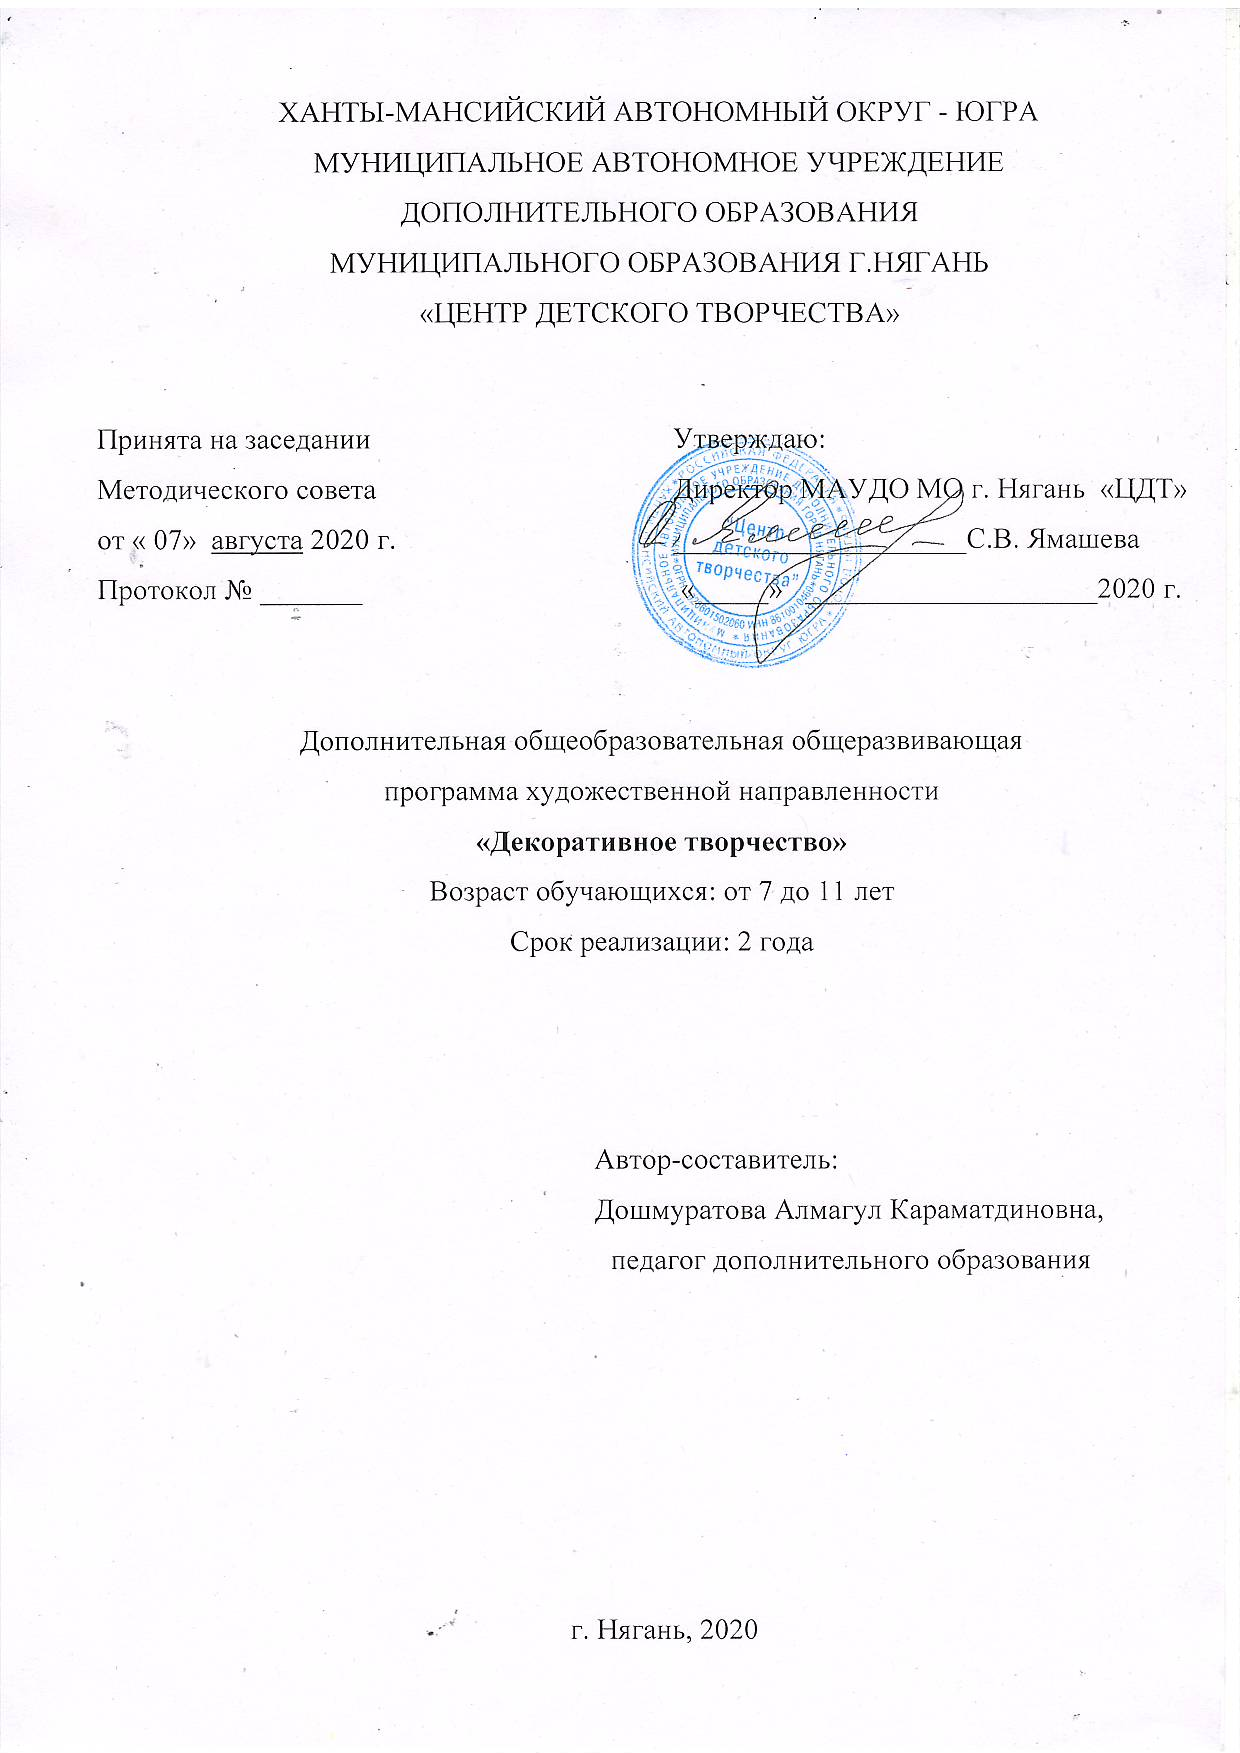 ХАНТЫ-МАНСИЙСКИЙ АВТОНОМНЫЙ ОКРУГ - ЮГРА
МУНИЦИПАЛЬНОЕ АВТОНОМНОЕ УЧРЕЖДЕНИЕ
ДОПОЛНИТЕЛЬНОГО ОБРАЗОВАНИЯ
МУНИЦИПАЛЬНОГО ОБРАЗОВАНИЯ Г.НЯГАНЬ
«ЦЕНТР ДЕТСКОГО ТВОРЧЕСТВА»
Принята на заседании
Методического совета
от « 07» августа 2020 г.
Протокол № _______
Утверждаю:
Директор МАУДО МО г. Нягань «ЦДТ»
____________________С.В. Ямашева
«_____»_____________________2020 г.
"Центр
детского
творчества"
Дополнительная общеобразовательная общеразвивающая
программа художественной направленности
«Декоративное творчество»
Возраст обучающихся: от 7 до 11 лет
Срок реализации: 2 года
Автор-составитель:
Дошмуратова Алмагул Караматдиновна,
педагог дополнительного образования
г. Нягань, 2020